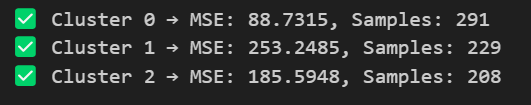 ✅ Cluster 0 → MSE: 88.7315, Samples: 291
✅ Cluster 1 → MSE: 253.2485, Samples: 229
✅ Cluster 2 → MSE: 185.5948, Samples: 208